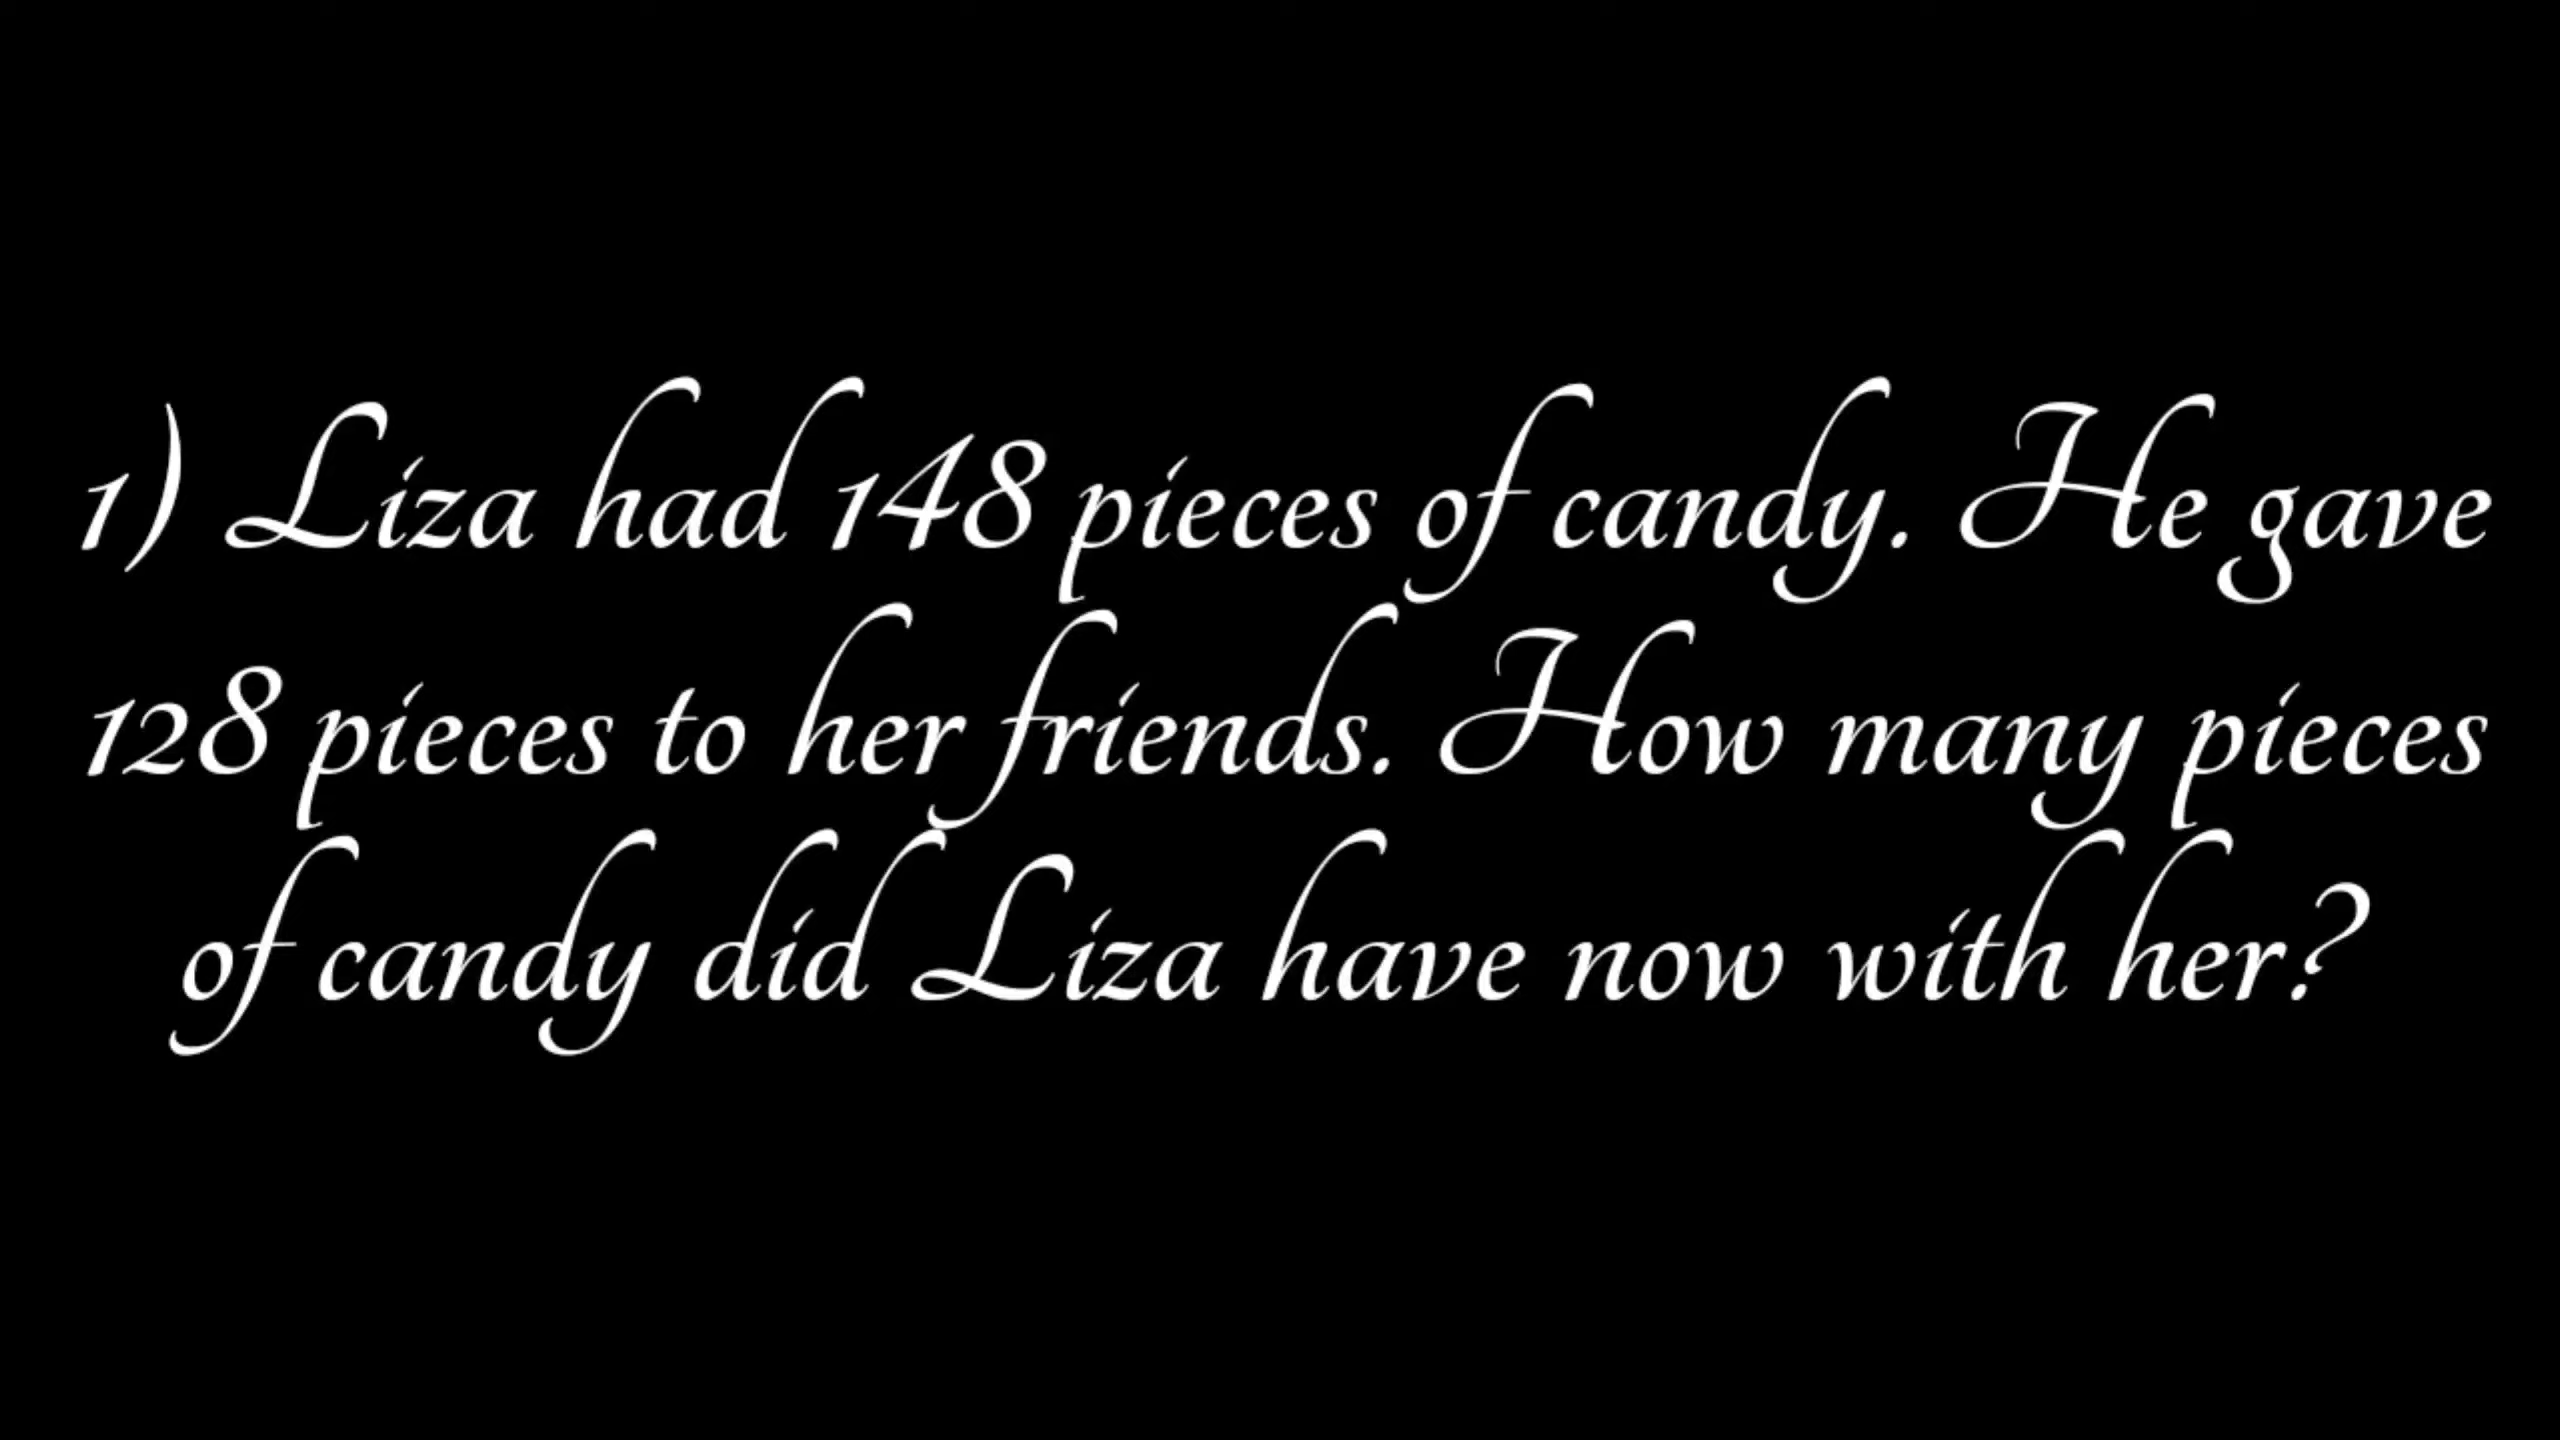 1) Liza had 148 pieces of candy. He gave
128 pieces to her friends. How many pieces
of candy did Liza have now with her?